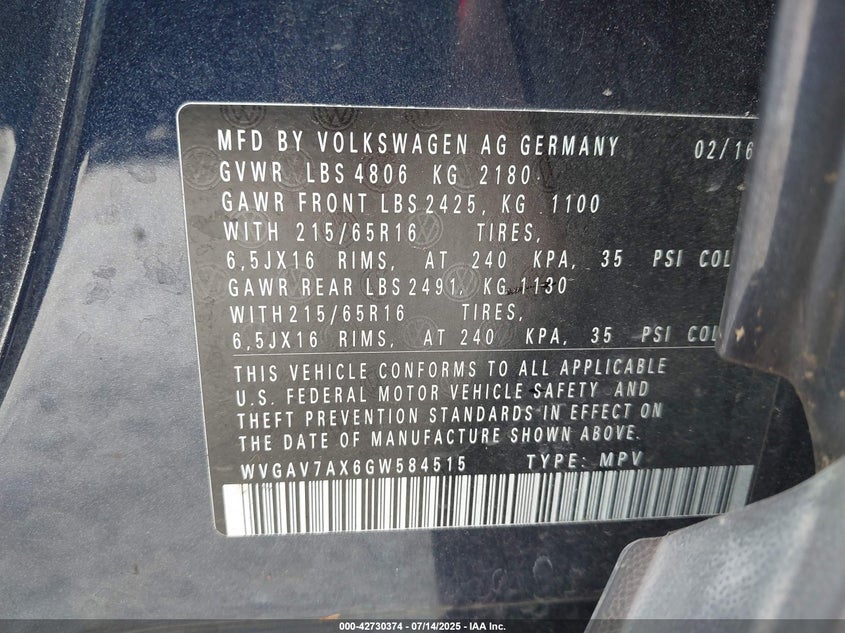 MFD BY VOLKSWAGEN AG GERMANY 02/16
GVWR LBS 4806 KG 2180
GAWR FRONT LBS 2425, KG 1100
WITH 215/65R16 TIRES,
6,5JX16 RIMS, AT 240 KPA, 35 PSI COL
GAWR REAR LBS 2491, KG 1130
WITH 215/65R16 TIRES,
6,5JX16 RIMS, AT 240 KPA, 35 PSI COL
THIS VEHICLE CONFORMS TO ALL APPLICABLE
U.S. FEDERAL MOTOR VEHICLE SAFETY AND
THEFT PREVENTION STANDARDS IN EFFECT ON
THE DATE OF MANUFACTURE SHOWN ABOVE.
WVGAV7AX6GW584515 TYPE: MPV
000-42730374 - 07/14/2025 - IAA Inc.